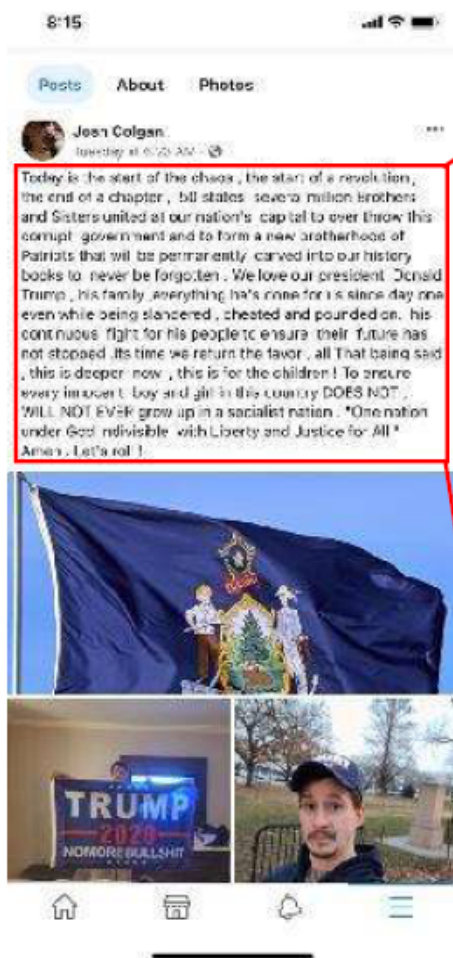 8:15
Posts About Photos
Josh Colgan
Tuesday at AM
Today is the start of the chaos , the start of a revolution ,
the end of a chapter , 50 states several million Brothers
and Sisters united at our nation's capital to over throw this
corrupt government and to form a new brotherhood of
Patriots that will be permanently carved into our history
books to never be forgotten . We love our president Donald
Trump , his family ,everything he's done for us since day one
even while being slandered , cheated and pounded on. his
continuous fight for his people to ensure their future has
not stopped .Its time we return the favor , all That being said
, this is deeper now , this is for the children ! To ensure
every innocent boy and girl in this country DOES NOT ,
WILL NOT EVER grow up in a socialist nation . "One nation
under God indivisible with Liberty and Justice for All "
Amen . Let's roll !
TRUMP
2020
NO MORE BULLSHIT